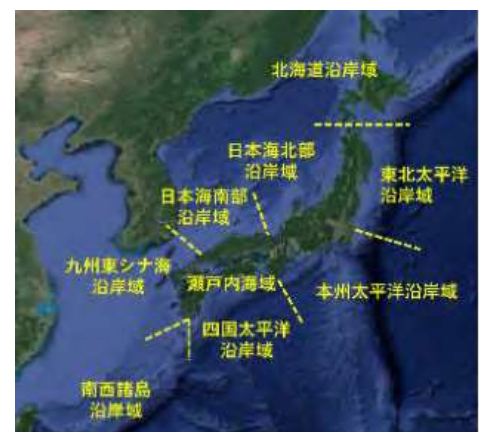 北海道沿岸域
日本海北部
沿岸域
東北太平洋
沿岸域
日本海南部
沿岸域
九州東シナ海
沿岸域
瀬戸内海域
本州太平洋沿岸域
四国太平洋
沿岸域
南西諸島
沿岸域